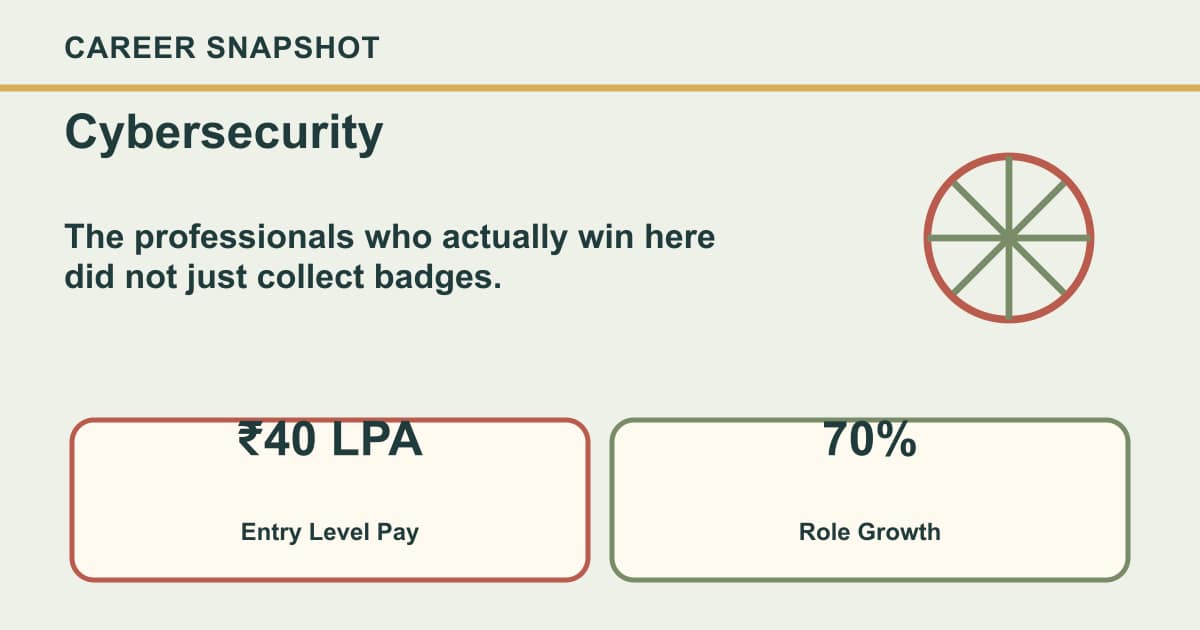 CAREER SNAPSHOT
Cybersecurity
The professionals who actually win here
did not just collect badges.
₹40 LPA
Entry Level Pay
70%
Role Growth